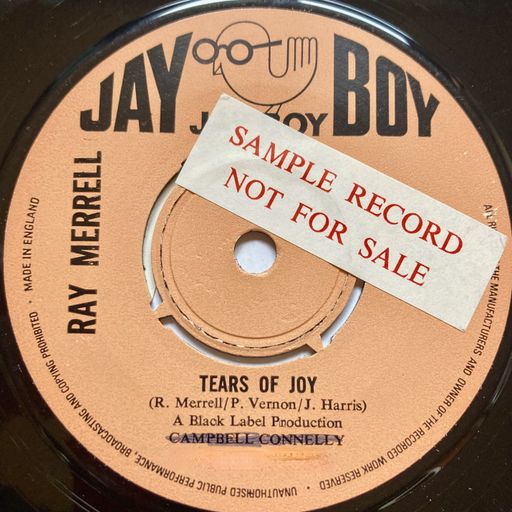 JAY BOY
JAY BOY
SAMPLE RECORD
NOT FOR SALE
RAY MERRELL
TEARS OF JOY
(R. Merrell/P. Vernon/J. Harris)
A Black Label Production
CAMPBELL CONNELLY
THE MANUFACTURERS AND OWNER OF THE RECORDED WORK RESERVED
UNAUTHORISED PUBLIC PERFORMANCE, BROADCASTING AND COPYING PROHIBITED • MADE IN ENGLAND